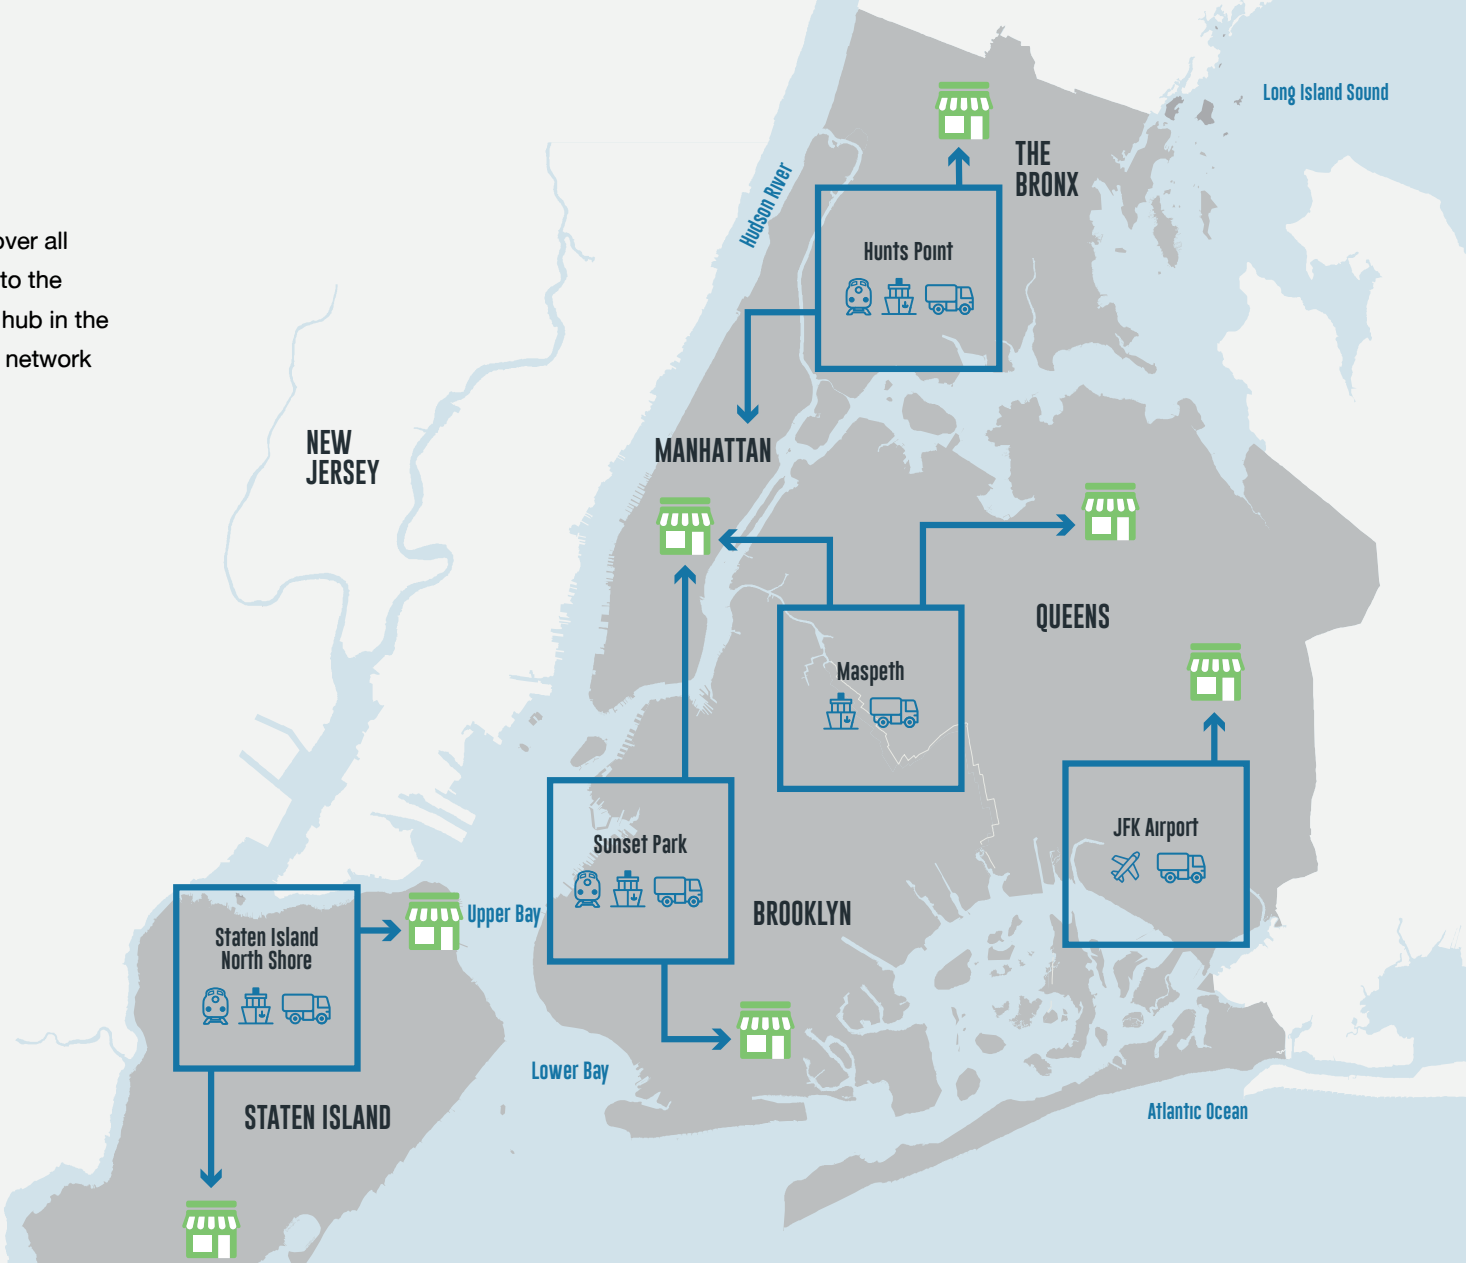 over all
to the
hub in the
network
Long Island Sound
THE
BRONX
Hudson River
Hunts Point
NEW
JERSEY
MANHATTAN
QUEENS
Maspeth
JFK Airport
Sunset Park
BROOKLYN
Upper Bay
Staten Island
North Shore
Lower Bay
STATEN ISLAND
Atlantic Ocean